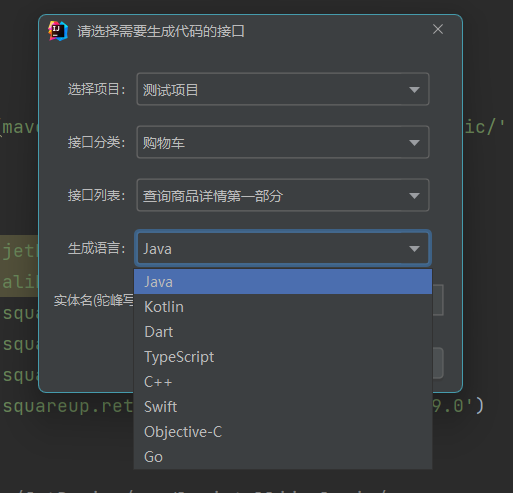 请选择需要生成代码的接口
选择项目: 测试项目
mav
ic/'
接口分类: 购物车
接口列表: 查询商品详情第一部分
生成语言: Java
jet
Java
ali
实体名(驼峰写
Kotlin
squa
Dart
squa
TypeScript
squa
C++
squareup.ret
9.0')
Swift
Objective-C
Go